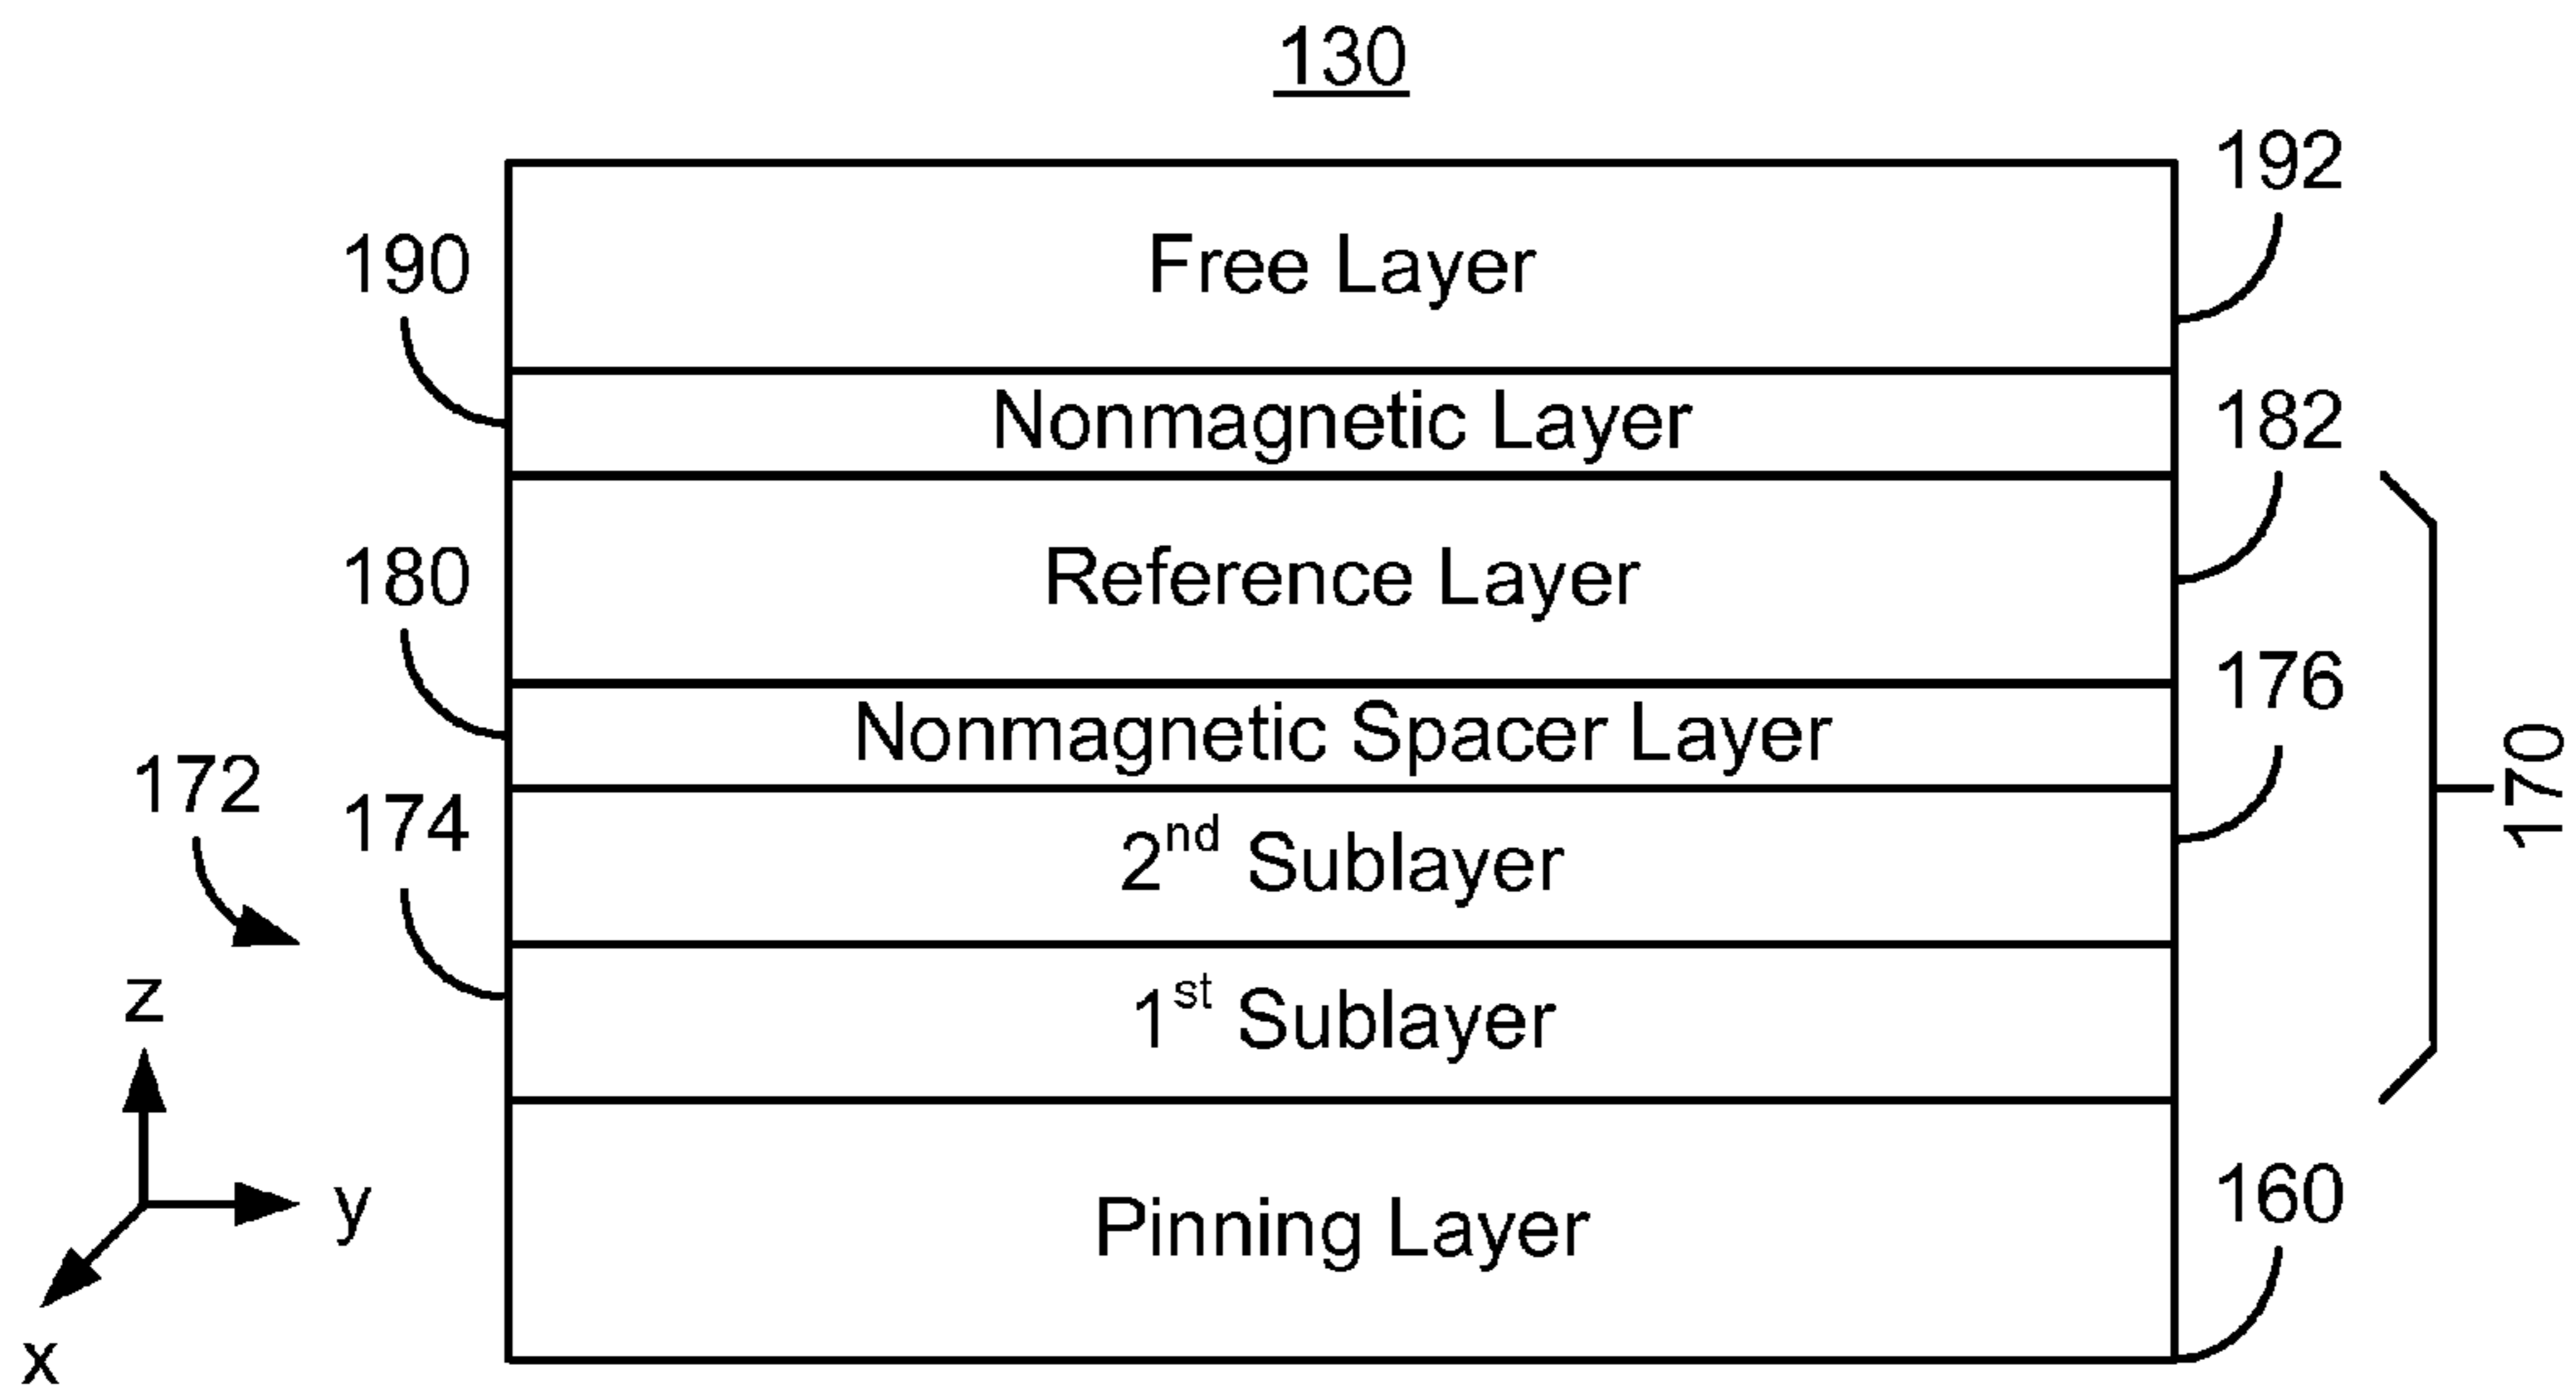 130
192
Free Layer
190
Nonmagnetic Layer
182
Reference Layer
180
176
Nonmagnetic Spacer Layer
170
172
174
2nd Sublayer
z
1st Sublayer
y
Pinning Layer
160
x